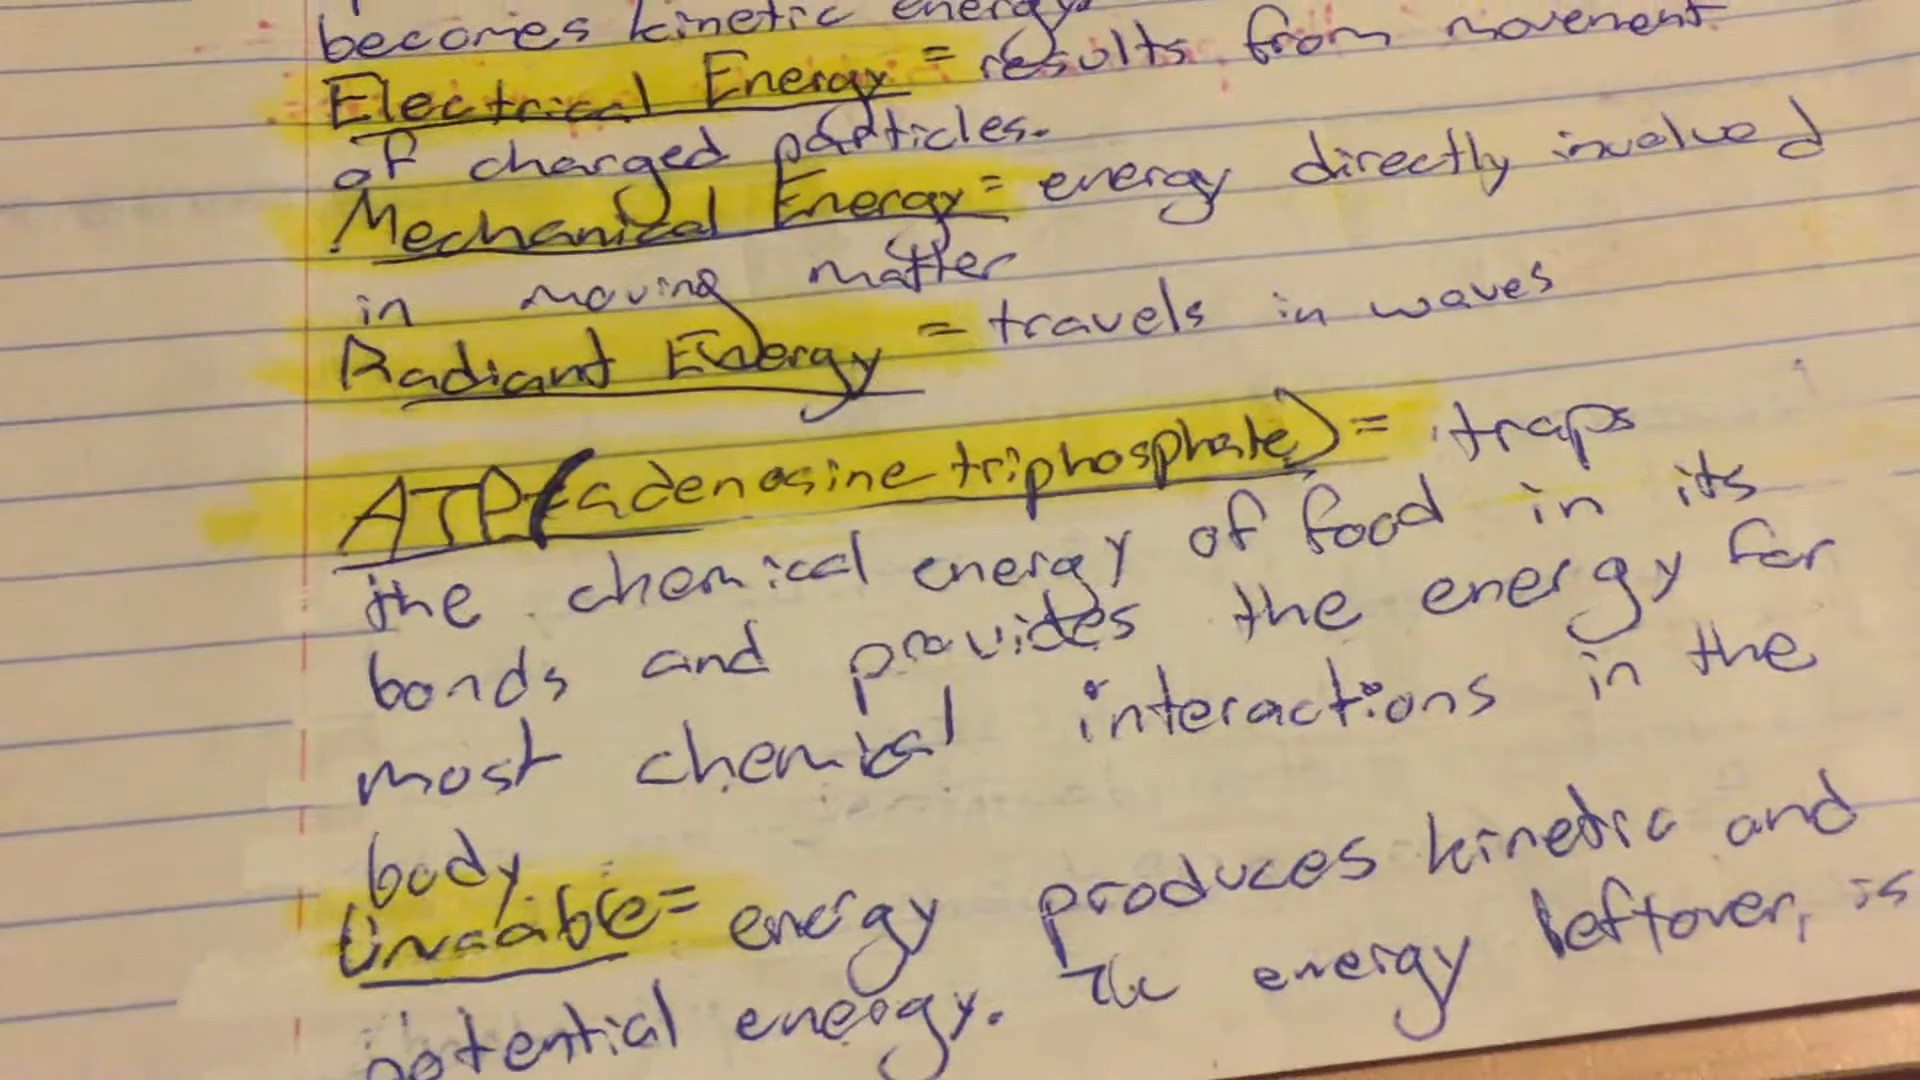 becomes kinetic energy.
Electrical Energy = results from movement
of charged particles.
Mechanical Energy = energy directly involved
in moving matter
Radiant Energy = travels in waves
ATP (adenosine triphosphate) = traps
the chemical energy of food in its
bonds and provides the energy for
most chemical interactions in the
body
Unusable = energy produces kinetic and
potential energy. The energy leftover, is